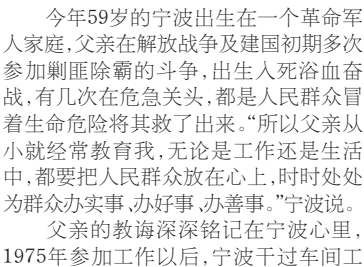 今年59岁的宁波出生在一个革命军
人家庭，父亲在解放战争及建国初期多次
参加剿匪除霸的斗争，出生入死浴血奋
战，有几次在危急关头，都是人民群众冒
着生命危险将其救了出来。“所以父亲从
小就经常教育我，无论是工作还是生活
中，都要把人民群众放在心上，时时处处
为群众办实事、办好事、办善事。”宁波说。
父亲的教诲深深铭记在宁波心里，
1975年参加工作以后，宁波干过车间工